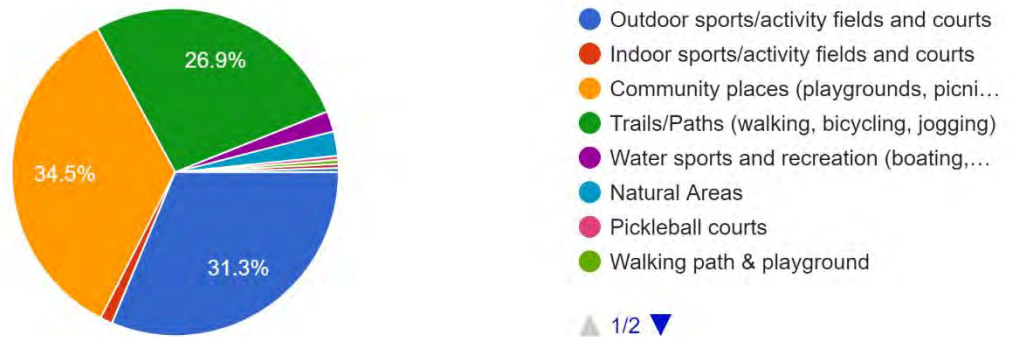 26.9%
34.5%
31.3%
Outdoor sports/activity fields and courts
Indoor sports/activity fields and courts
Community places (playgrounds, picni...
Trails/Paths (walking, bicycling, jogging)
Water sports and recreation (boating,...
Natural Areas
Pickleball courts
Walking path & playground
1/2